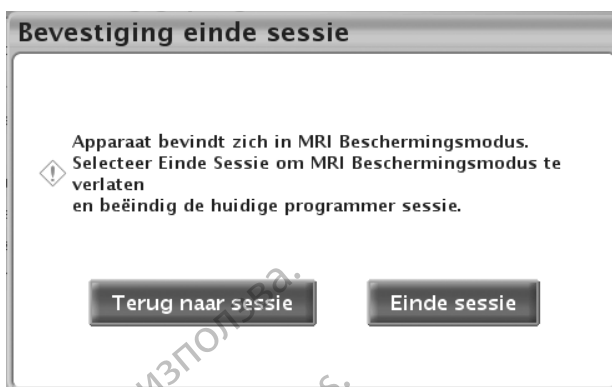 Bevestiging einde sessie
Apparaat bevindt zich in MRI Beschermingsmodus.
Selecteer Einde Sessie om MRI Beschermingsmodus te
verlaten
en beëindig de huidige programmer sessie.
Terug naar sessie
Einde sessie
използва.
s.